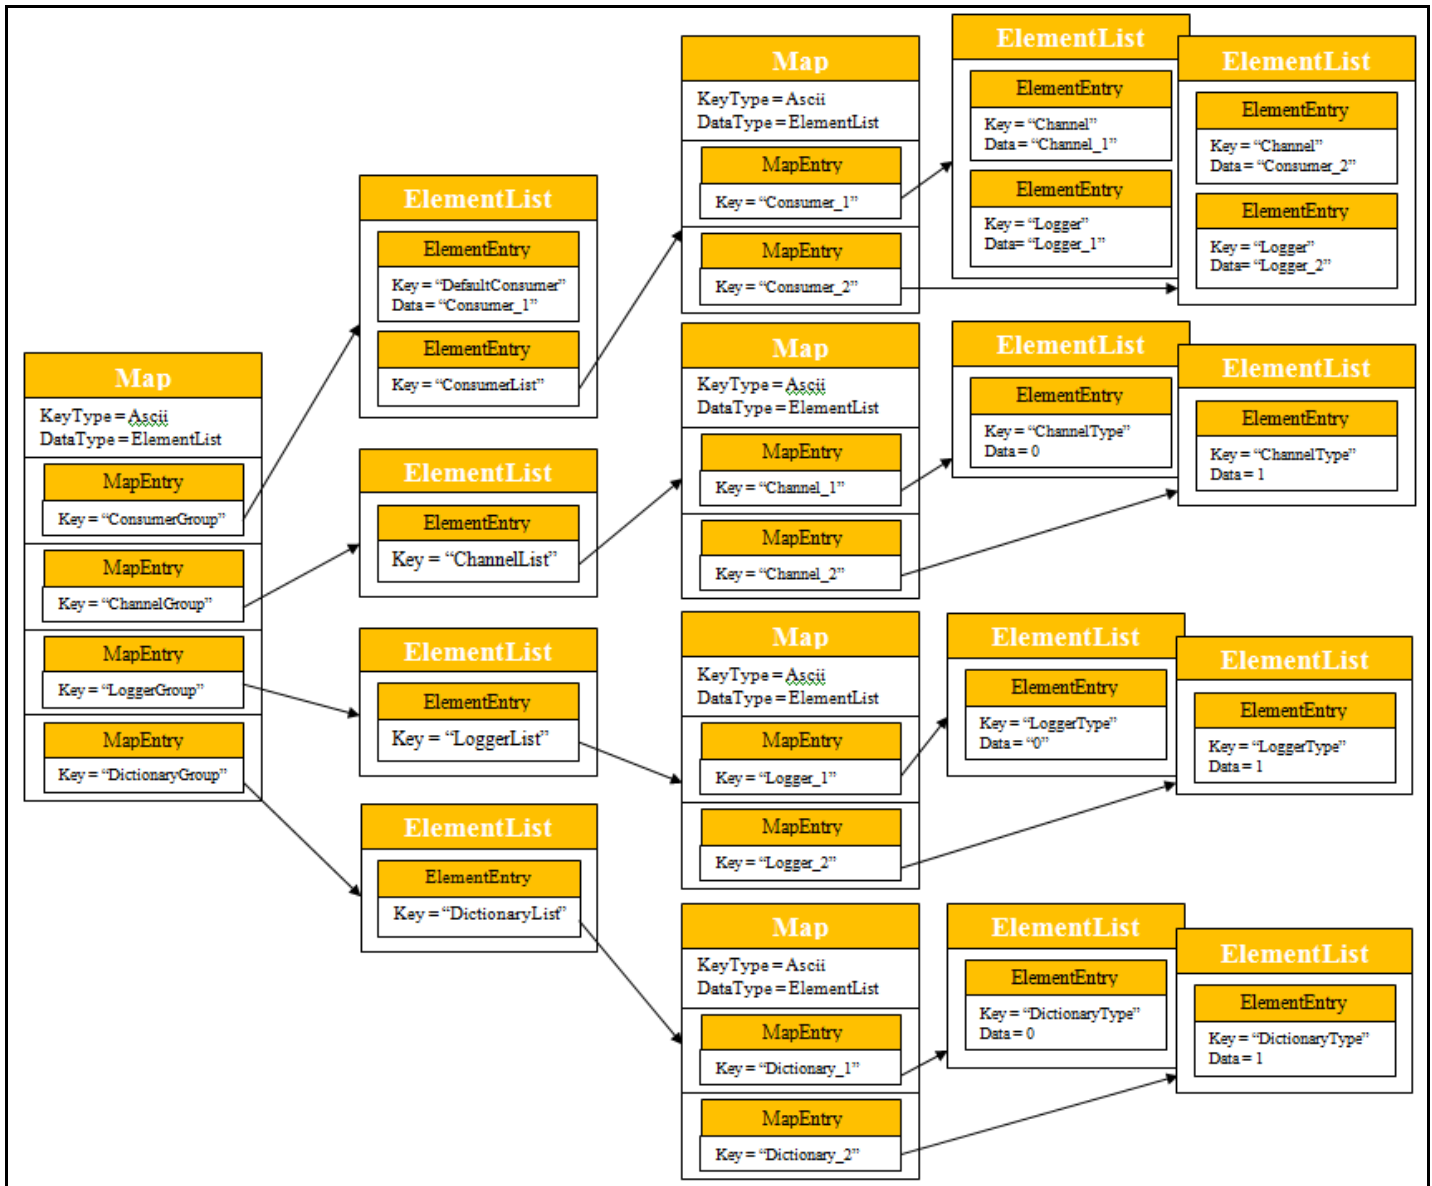 Map
KeyType = Ascii
DataType = ElementList
MapEntry
Key = “ConsumerGroup”
MapEntry
Key = “ChannelGroup”
MapEntry
Key = “LoggerGroup”
MapEntry
Key = “DictionaryGroup”
ElementList
ElementEntry
Key = “DefaultConsumer”
Data = “Consumer_1”
ElementEntry
Key = “ConsumerList”
ElementList
ElementEntry
Key = “ChannelList”
ElementList
ElementEntry
Key = “LoggerList”
ElementList
ElementEntry
Key = “DictionaryList”
Map
KeyType = Ascii
DataType = ElementList
MapEntry
Key = “Consumer_1”
MapEntry
Key = “Consumer_2”
ElementList
ElementEntry
Key = “Channel”
Data = “Channel_1”
ElementEntry
Key = “Logger”
Data= “Logger_1”
ElementList
ElementEntry
Key = “Channel”
Data = “Consumer_2”
ElementEntry
Key = “Logger”
Data= “Logger_2”
Map
KeyType = Ascii
DataType = ElementList
MapEntry
Key = “Channel_1”
MapEntry
Key = “Channel_2”
ElementList
ElementEntry
Key = “ChannelType”
Data = 0
ElementList
ElementEntry
Key = “ChannelType”
Data = 1
Map
KeyType = Ascii
DataType = ElementList
MapEntry
Key = “Logger_1”
MapEntry
Key = “Logger_2”
ElementList
ElementEntry
Key = “LoggerType”
Data = “0”
ElementList
ElementEntry
Key = “LoggerType”
Data = 1
Map
KeyType = Ascii
DataType = ElementList
MapEntry
Key = “Dictionary_1”
MapEntry
Key = “Dictionary_2”
ElementList
ElementEntry
Key = “DictionaryType”
Data = 0
ElementList
ElementEntry
Key = “DictionaryType”
Data = 1